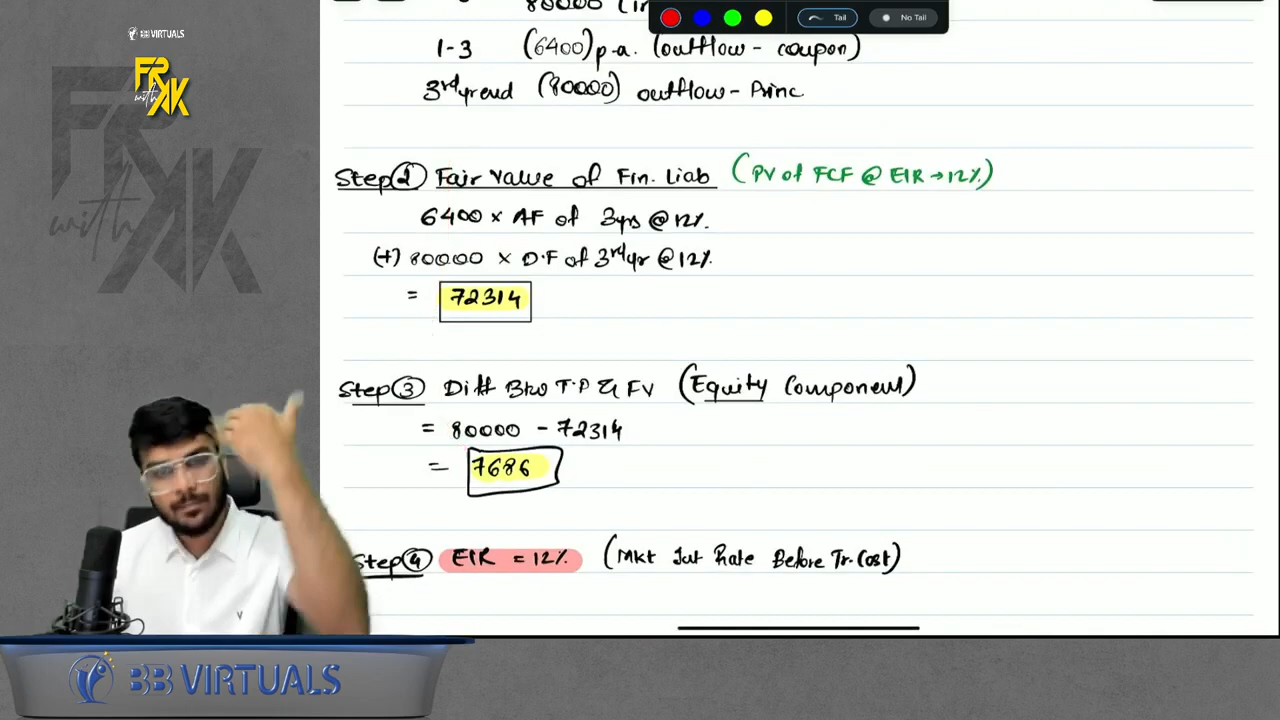 BB VIRTUALS
FR
with
AK
80000
Tail
No Tail
1-3 (6400) p.a. (outflow - coupon)
3rd yr end (80000) outflow - Princ
Step ② Fair Value of Fin. Liab (PV of FCF @ EIR → 12%)
6400 × AF of 3yrs @ 12%.
(+) 80000 × D.F of 3rd yr @ 12%.
= 72314
Step ③ Diff Btw T.P & FV (Equity Component)
= 80000 - 72314
= 7686
Step ④ EIR = 12% (Mkt Int Rate Before Tr. Cost)
BB VIRTUALS